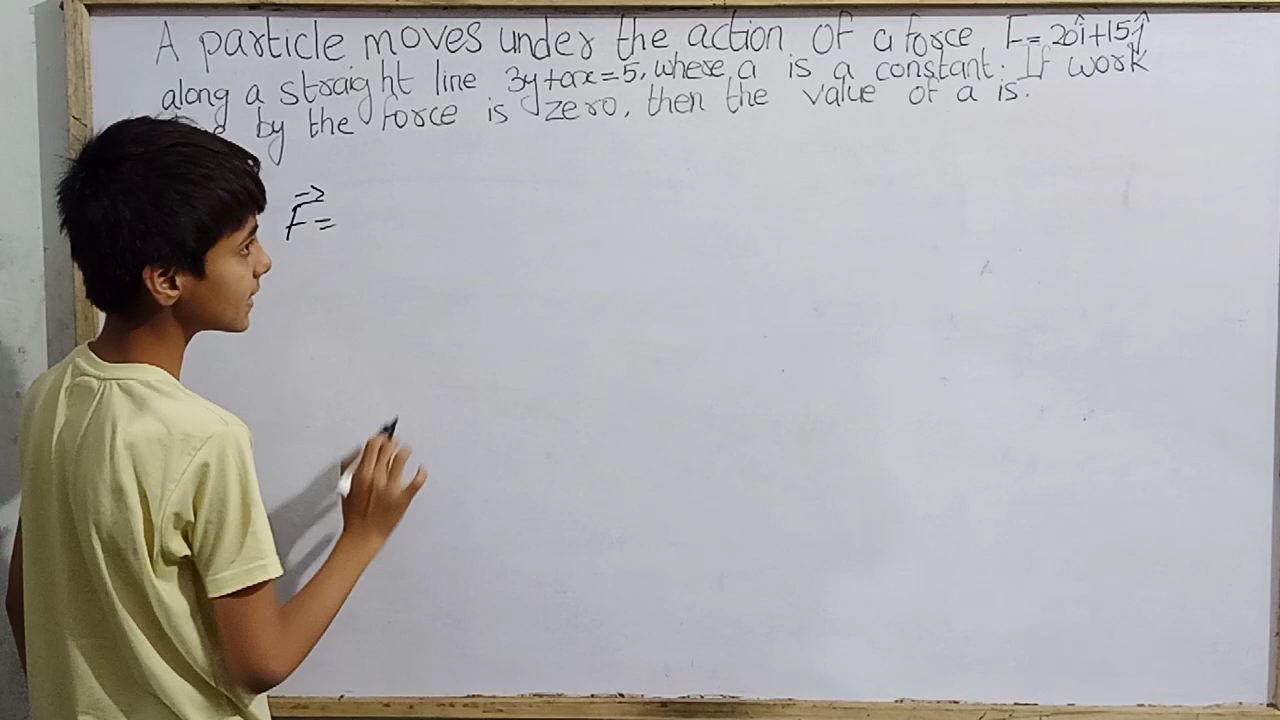 A particle moves under the action of a force F=20î+15ĵ
along a straight line 3y+ax=5, where a is a constant. If work
by the force is zero, then the value of a is.
F⃗=